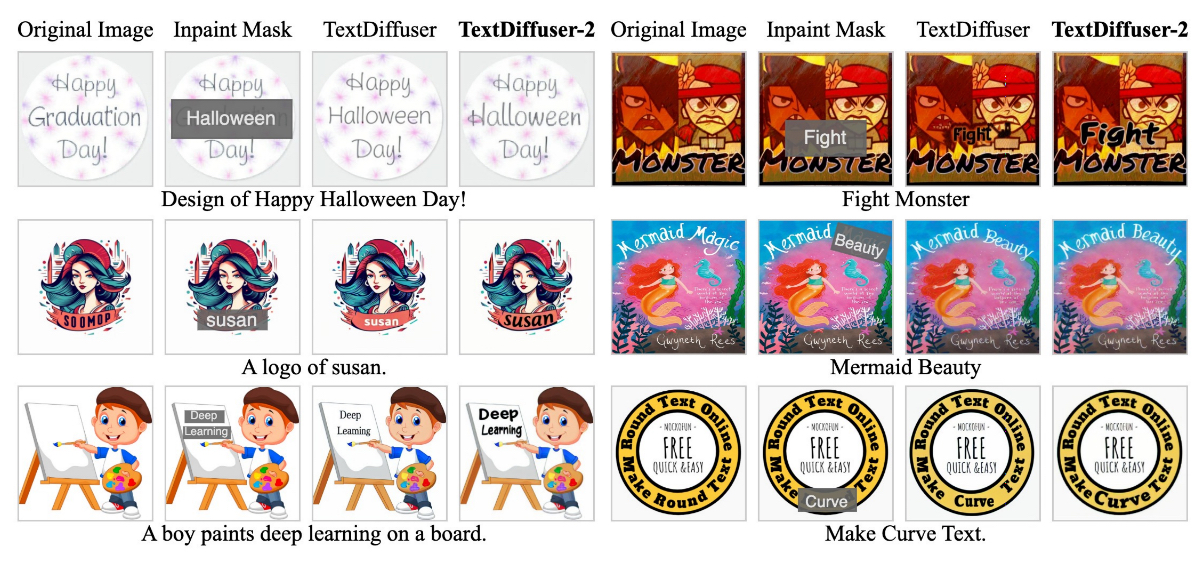 Original Image Inpaint Mask TextDiffuser TextDiffuser-2 Original Image Inpaint Mask TextDiffuser TextDiffuser-2
Happy
Graduation
Day!
Happy
Halloween
Day!
Happy
Halloween
Day!
Happy
Halloween
Day!
MONSTER
Fight
MONSTER
Fight
MONSTER
Fight
MONSTER
Design of Happy Halloween Day!
Fight Monster
SOOMOP
susan
susan
susan
Mermaid Magic
Gwyneth Rees
Mermaid Beauty
Gwyneth Rees
Mermaid Beauty
Gwyneth Rees
Mermaid Beauty
Gwyneth Rees
A logo of susan.
Mermaid Beauty
Deep
Learning
Deep
Learning
Deep
Learning
Round Text Online
- MOCKOFUN -
FREE
QUICK & EASY
Make Round Text
Round Text Online
- MOCKOFUN -
FREE
QUICK & EASY
Make Curve Text
Round Text Online
- MOCKOFUN -
FREE
QUICK & EASY
Make Curve Text
Round Text Online
- MOCKOFUN -
FREE
QUICK & EASY
Make Curve Text
A boy paints deep learning on a board.
Make Curve Text.